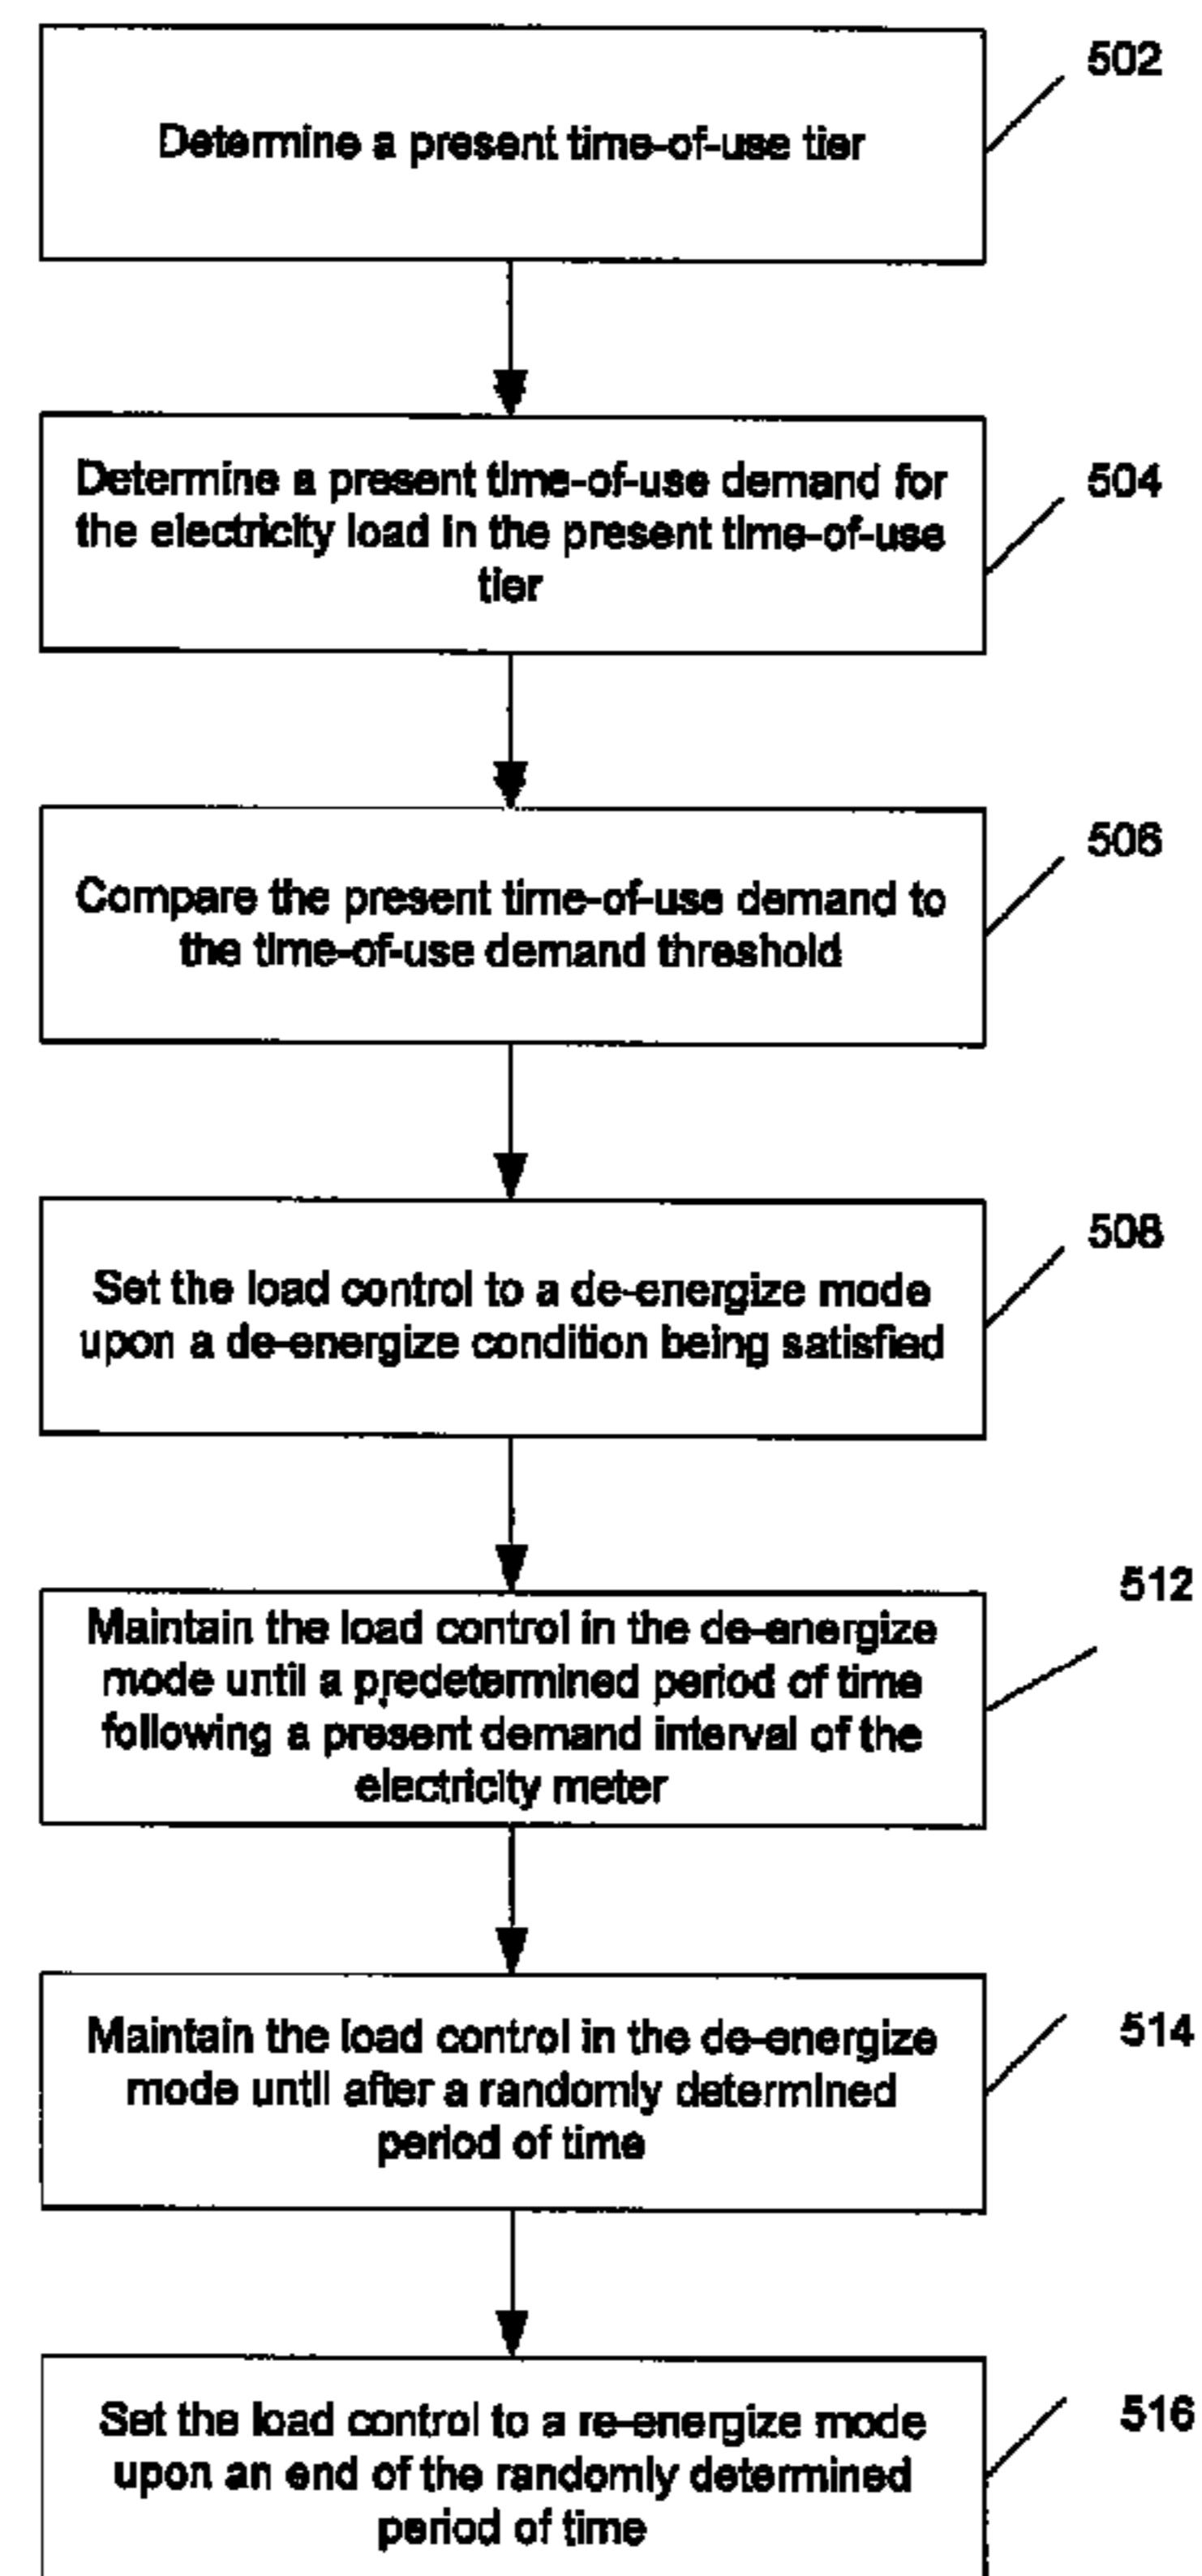 502
Determine a present time-of-use tier
504
Determine a present time-of-use demand for
the electricity load in the present time-of-use
tier
506
Compare the present time-of-use demand to
the time-of-use demand threshold
508
Set the load control to a de-energize mode
upon a de-energize condition being satisfied
512
Maintain the load control in the de-energize
mode until a predetermined period of time
following a present demand interval of the
electricity meter
514
Maintain the load control in the de-energize
mode until after a randomly determined
period of time
516
Set the load control to a re-energize mode
upon an end of the randomly determined
period of time